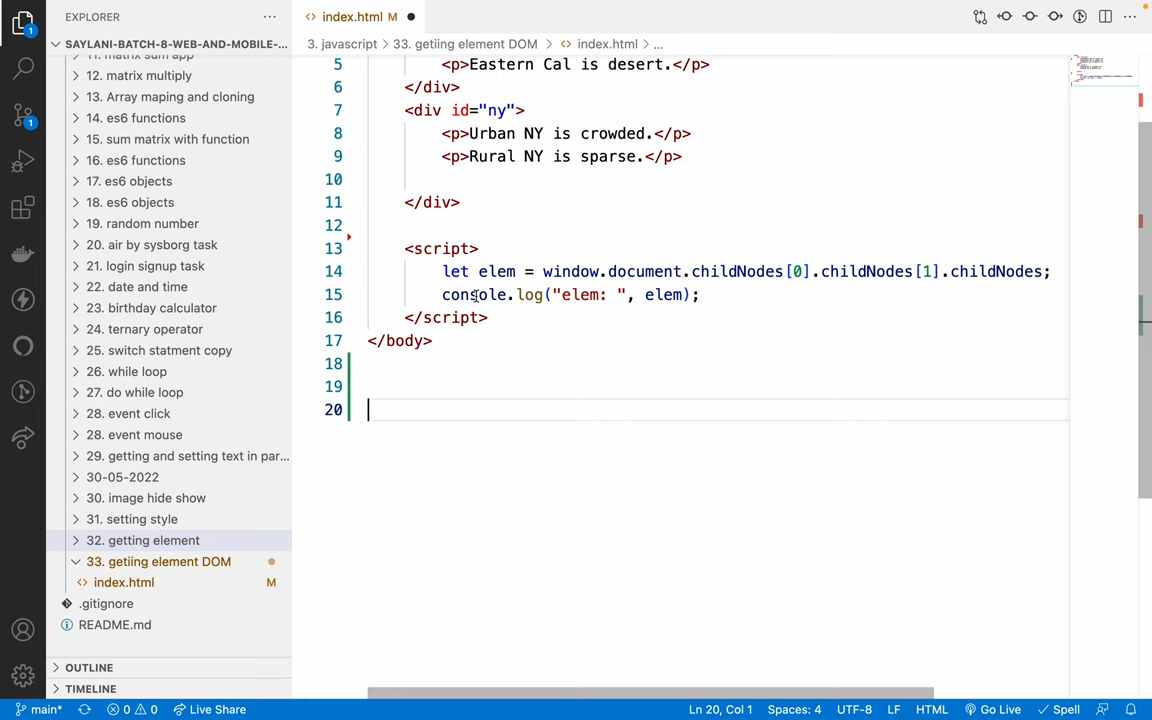 EXPLORER
index.html M
SAYLANI-BATCH-8-WEB-AND-MOBILE-...
3. javascript > 33. getiing element DOM > index.html > ...
11. matrix sum app
12. matrix multiply
13. Array maping and cloning
14. es6 functions
15. sum matrix with function
16. es6 functions
17. es6 objects
18. es6 objects
19. random number
20. air by sysborg task
21. login signup task
22. date and time
23. birthday calculator
24. ternary operator
25. switch statment copy
26. while loop
27. do while loop
28. event click
28. event mouse
29. getting and setting text in par...
30-05-2022
30. image hide show
31. setting style
32. getting element
33. getiing element DOM
index.html M
.gitignore
README.md
OUTLINE
TIMELINE
5 <p>Eastern Cal is desert.</p>
6 </div>
7 <div id="ny">
8 <p>Urban NY is crowded.</p>
9 <p>Rural NY is sparse.</p>
10
11 </div>
12
13 <script>
14 let elem = window.document.childNodes[0].childNodes[1].childNodes;
15 console.log("elem: ", elem);
16 </script>
17 </body>
18
19
20
1
1
main* 0 0 Live Share Ln 20, Col 1 Spaces: 4 UTF-8 LF HTML Go Live Spell